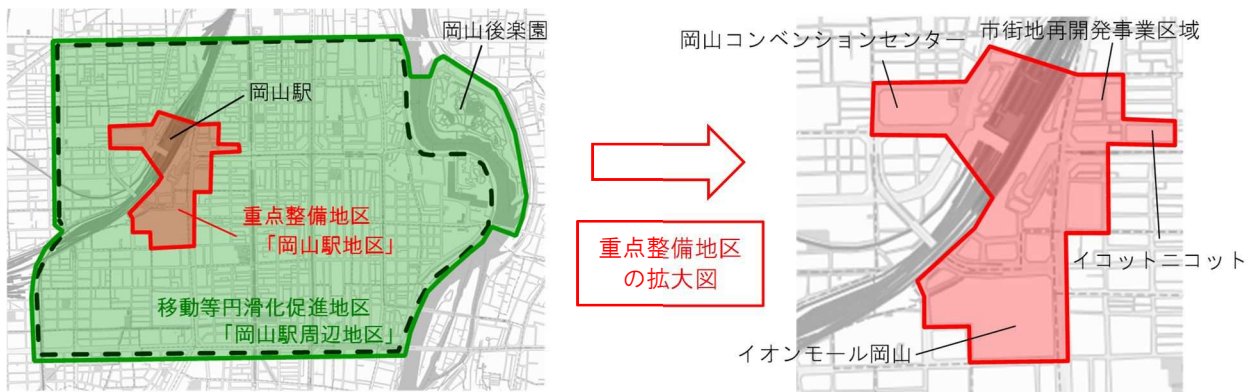 岡山後楽園
岡山駅
重点整備地区
「岡山駅地区」
移動等円滑化促進地区
「岡山駅周辺地区」
重点整備地区
の拡大図
岡山コンベンションセンター
市街地再開発事業区域
イコットニコット
イオンモール岡山